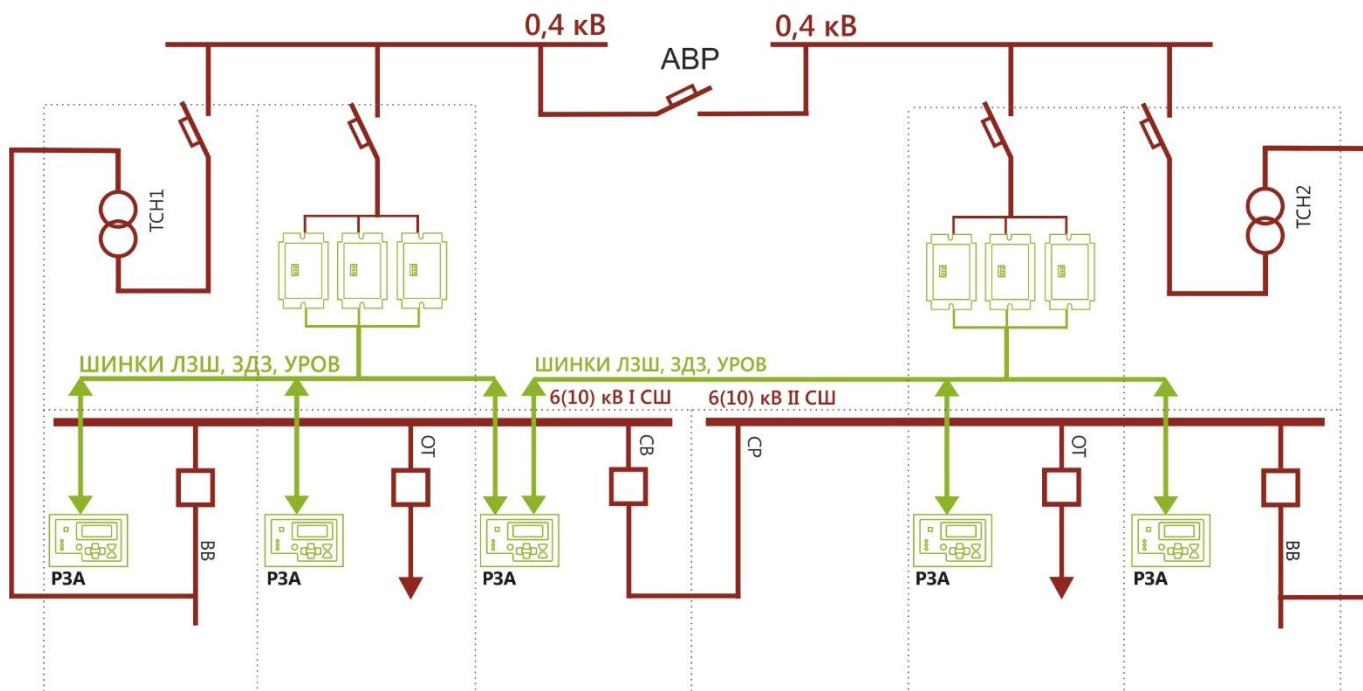 0,4 кВ
0,4 кВ
АВР
ТСН1
ТСН2
ШИНКИ ЛЗШ, ЗДЗ, УРОВ
ШИНКИ ЛЗШ, ЗДЗ, УРОВ
6(10) кВ I СШ
6(10) кВ II СШ
ОТ
СВ
СР
ОТ
ВВ
ВВ
РЗА
РЗА
РЗА
РЗА
РЗА